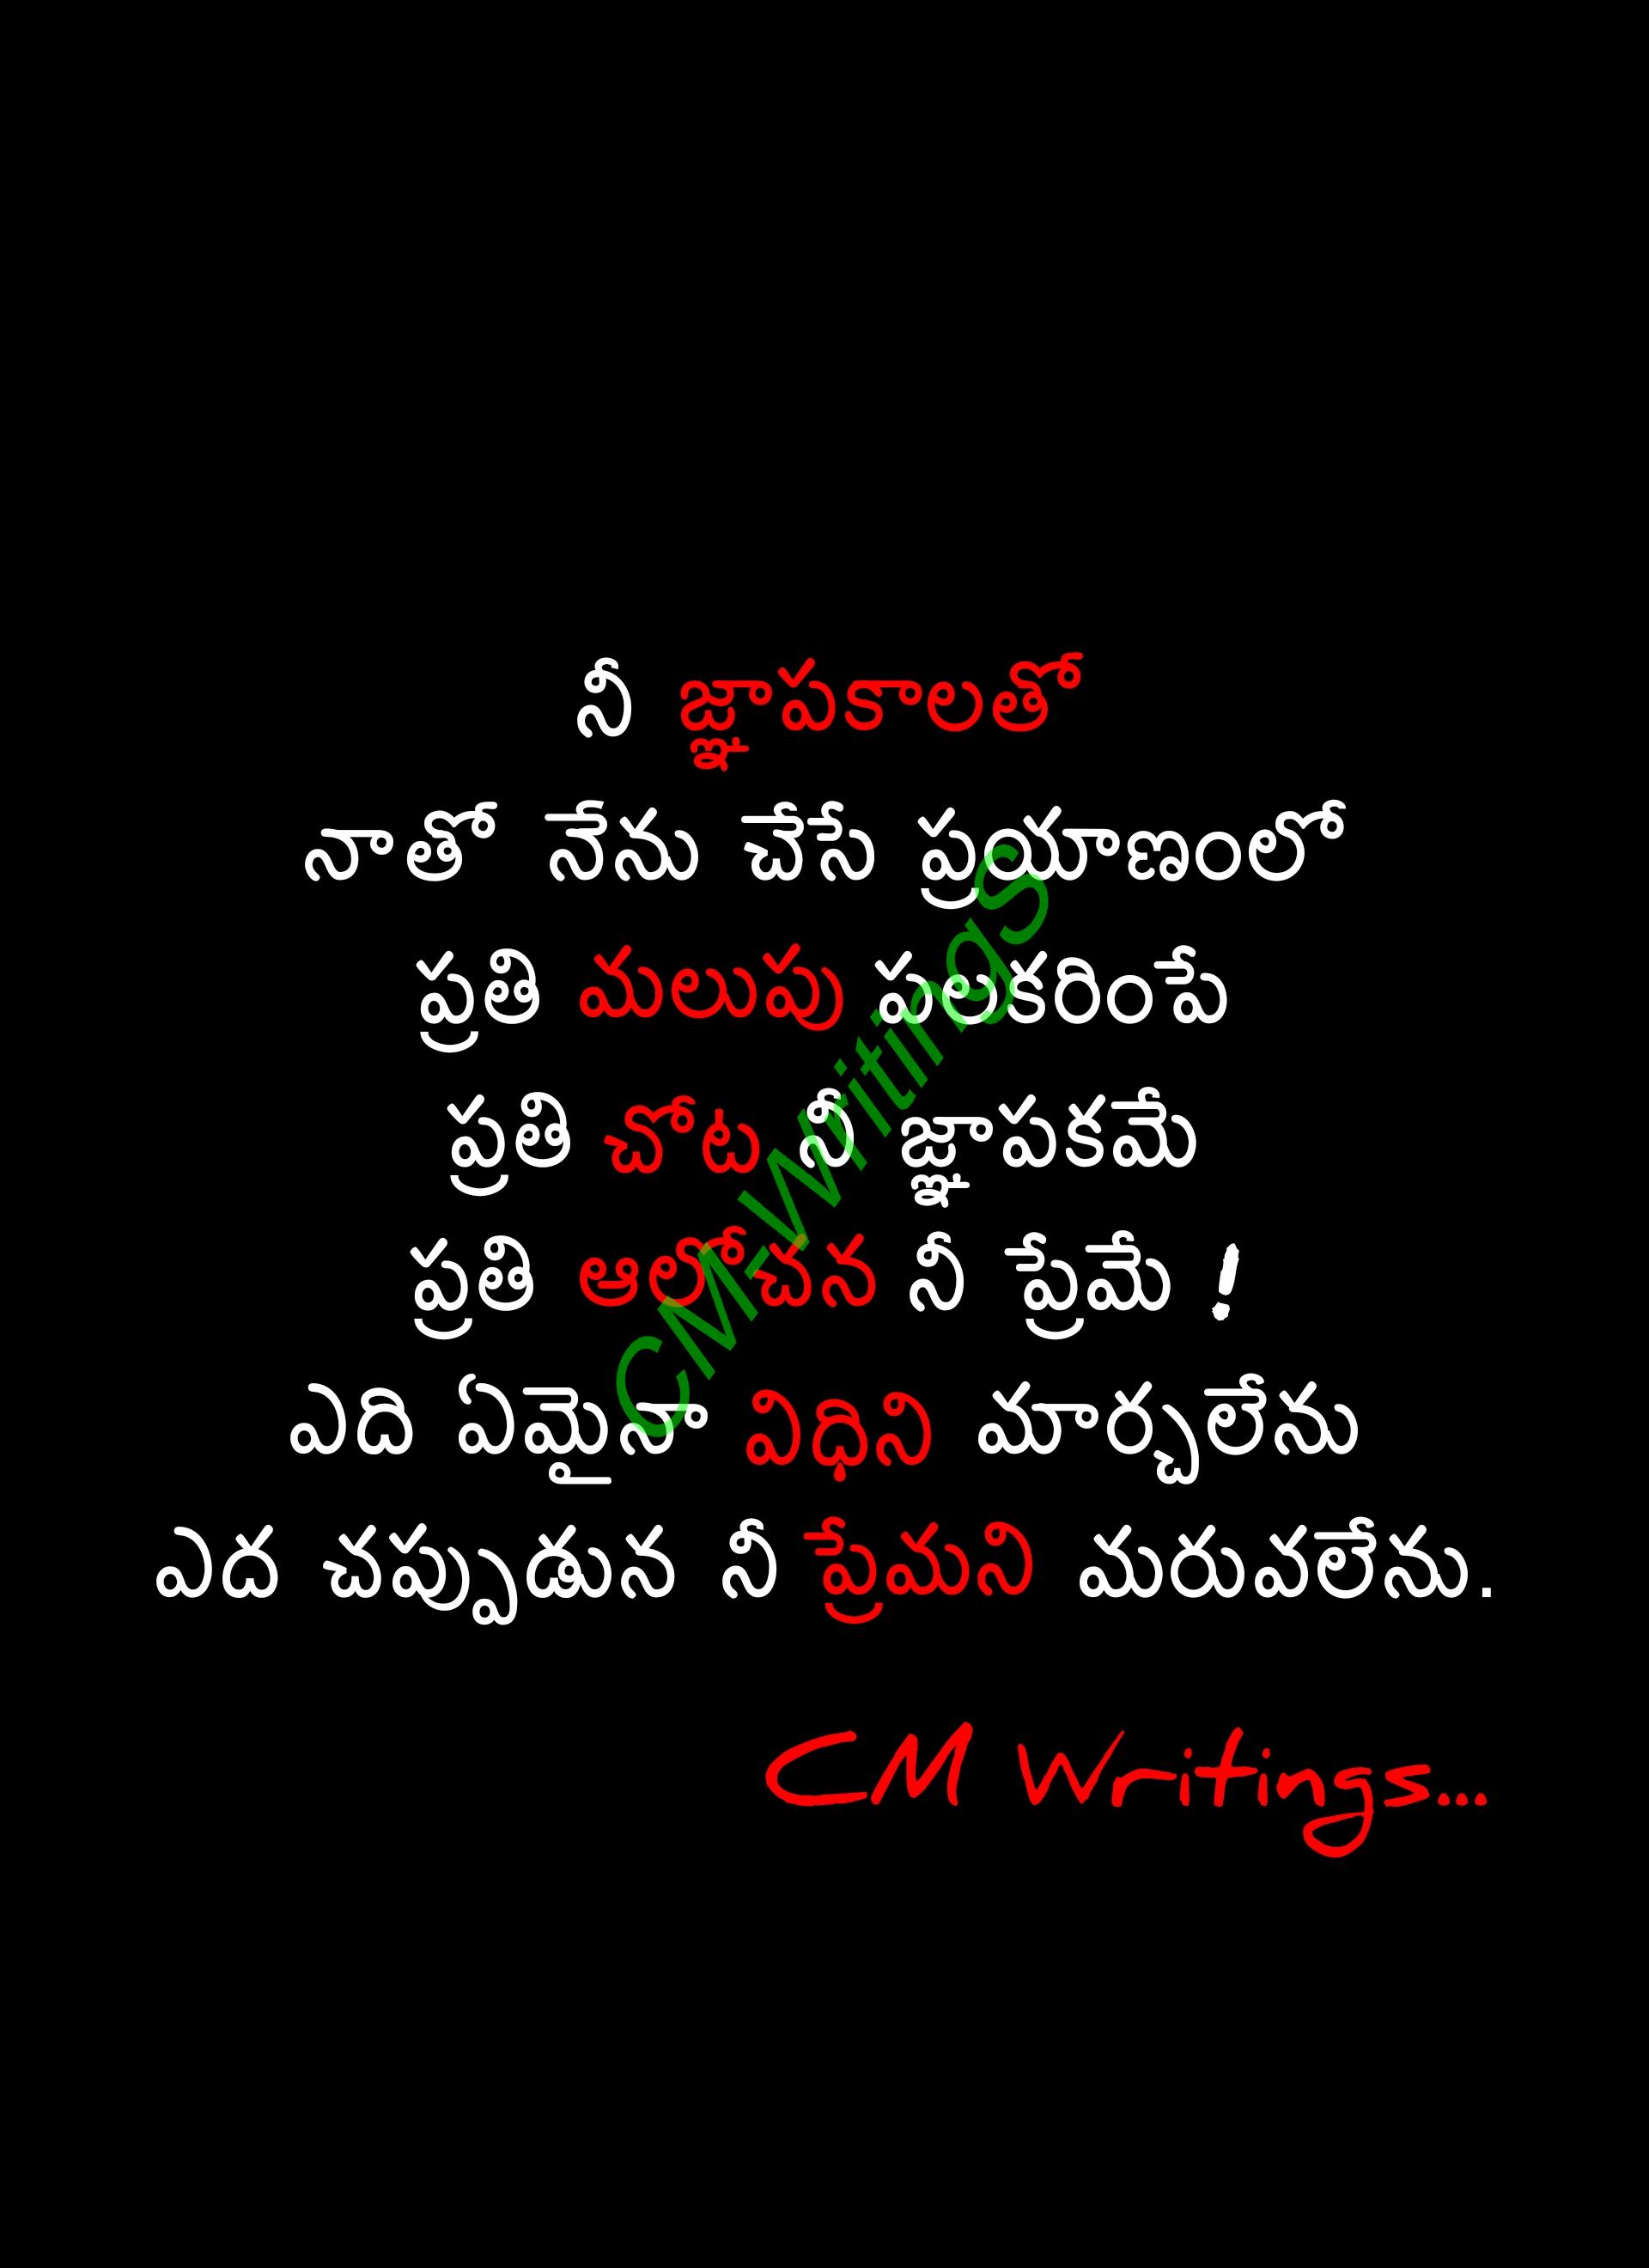 నీ జ్ఞాపకాలతో
నాతో నేను చేసే ప్రయాణంలో
ప్రతి మలుపు పలకరింపే
ప్రతి చోట నీ జ్ఞాపకమే
ప్రతి ఆలోచన నీ ప్రేమే!
ఎది ఏమైనా విధిని మార్చలేను
ఎద చప్పుడున నీ ప్రేమని మరువలేను.
CM Writings...
CM-Writings